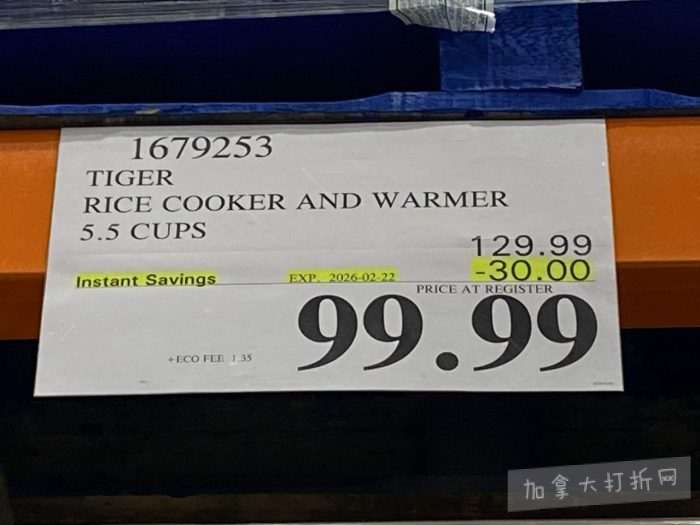 1679253
TIGER
RICE COOKER AND WARMER
5.5 CUPS
129.99
Instant Savings EXP. 2026-02-22 -30.00
PRICE AT REGISTER
99.99
+ECO FEE 1.35
加拿大打折网